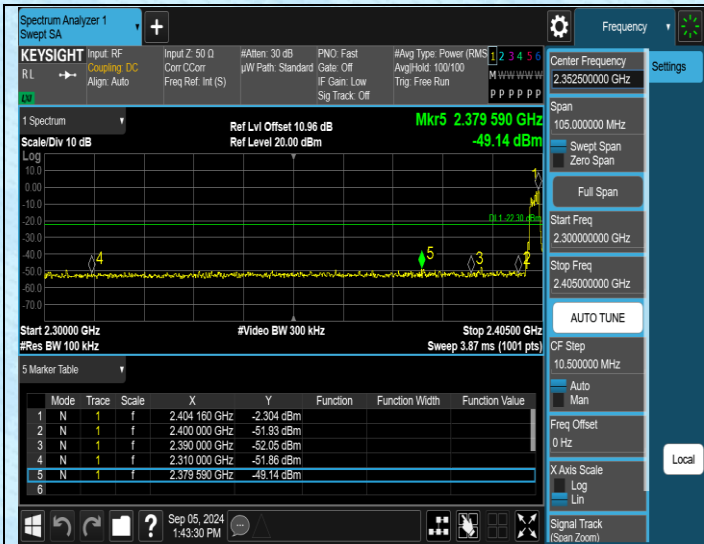 Spectrum Analyzer 1
Swept SA
Frequency
KEYSIGHT
RL
LXI
Input: RF
Coupling: DC
Align: Auto
Input Z: 50 Ω
Corr CCorr
Freq Ref: Int (S)
#Atten: 30 dB
µW Path: Standard
PNO: Fast
Gate: Off
IF Gain: Low
Sig Track: Off
#Avg Type: Power (RMS
Avg|Hold: 100/100
Trig: Free Run
1 2 3 4 5 6
M W W W W W
P P P P P P
1 Spectrum
Scale/Div 10 dB
Ref Lvl Offset 10.96 dB
Ref Level 20.00 dBm
Mkr5 2.379 590 GHz
-49.14 dBm
Log
10.0
0.00
-10.0
-20.0
-30.0
-40.0
-50.0
-60.0
-70.0
1
DL1 -22.30 dBm
4
5
3
2
Start 2.30000 GHz
#Video BW 300 kHz
Stop 2.40500 GHz
#Res BW 100 kHz
Sweep 3.87 ms (1001 pts)
5 Marker Table
Mode Trace Scale X Y Function Function Width Function Value
1 N 1 f 2.404 160 GHz -2.304 dBm
2 N 1 f 2.400 000 GHz -51.93 dBm
3 N 1 f 2.390 000 GHz -52.05 dBm
4 N 1 f 2.310 000 GHz -51.86 dBm
5 N 1 f 2.379 590 GHz -49.14 dBm
6
Sep 05, 2024
1:43:30 PM
Center Frequency
2.352500000 GHz
Settings
Span
105.000000 MHz
Swept Span
Zero Span
Full Span
Start Freq
2.300000000 GHz
Stop Freq
2.405000000 GHz
AUTO TUNE
CF Step
10.500000 MHz
Auto
Man
Freq Offset
0 Hz
X Axis Scale
Log
Lin
Local
Signal Track
(Span Zoom)